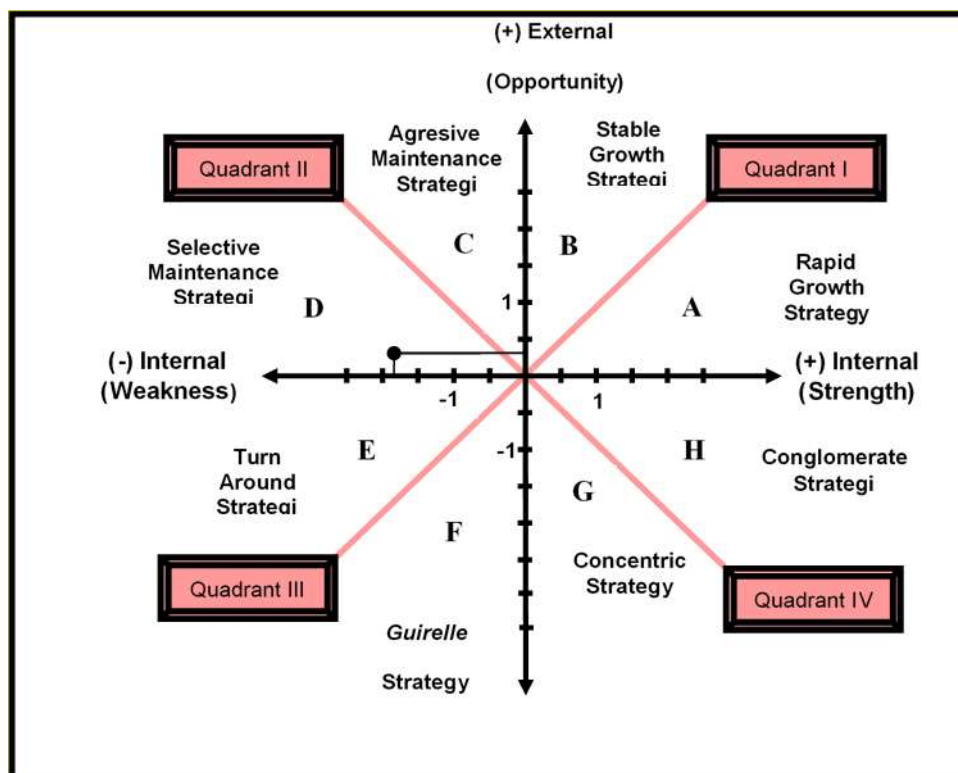 (+) External
(Opportunity)
Agresive
Maintenance
Strategi
Stable
Growth
Strategi
Quadrant II
Quadrant I
C
B
Selective
Maintenance
Strategi
D
Rapid
Growth
Strategy
A
1
(-) Internal
(Weakness)
-1
1
(+) Internal
(Strength)
-1
E
Turn
Around
Strategi
H
Conglomerate
Strategi
G
F
Concentric
Strategy
Quadrant III
Quadrant IV
Guirelle
Strategy